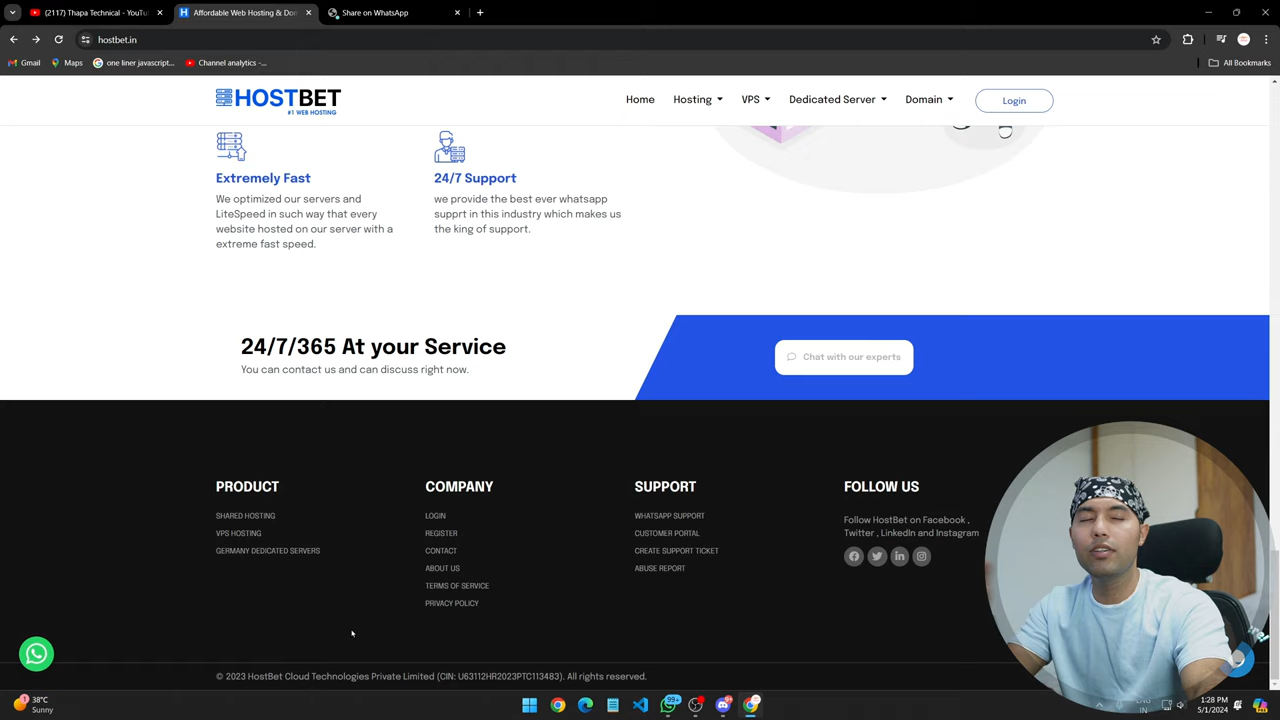 (2117) Thapa Technical - YouTu
Affordable Web Hosting & Do
Share on WhatsApp
hostbet.in
Gmail
Maps
one liner javascript...
Channel analytics -...
All Bookmarks
HOSTBET
#1 WEB HOSTING
Home
Hosting
VPS
Dedicated Server
Domain
Login
Extremely Fast
We optimized our servers and
LiteSpeed in such way that every
website hosted on our server with a
extreme fast speed.
24/7 Support
we provide the best ever whatsapp
supprt in this industry which makes us
the king of support.
24/7/365 At your Service
You can contact us and can discuss right now.
Chat with our experts
PRODUCT
SHARED HOSTING
VPS HOSTING
GERMANY DEDICATED SERVERS
COMPANY
LOGIN
REGISTER
CONTACT
ABOUT US
TERMS OF SERVICE
PRIVACY POLICY
SUPPORT
WHATSAPP SUPPORT
CUSTOMER PORTAL
CREATE SUPPORT TICKET
ABUSE REPORT
FOLLOW US
Follow HostBet on Facebook ,
Twitter , LinkedIn and Instagram
© 2023 HostBet Cloud Technologies Private Limited (CIN: U63112HR2023PTC113483). All rights reserved.
1
38°C
Sunny
99+
ENG
IN
1:28 PM
5/1/2024